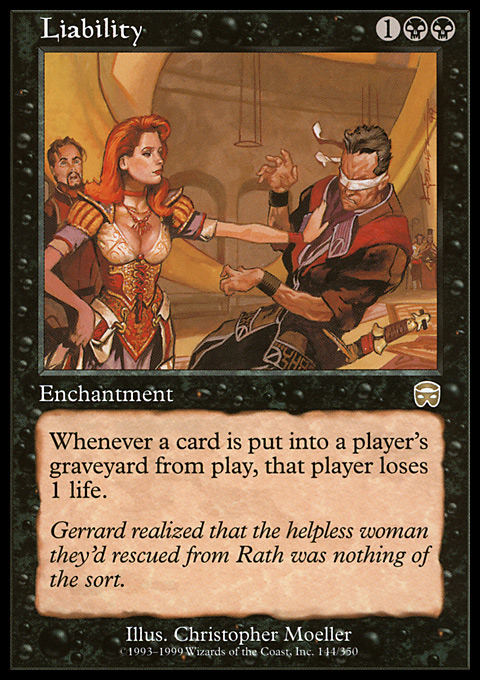 Liability 1
Enchantment
Whenever a card is put into a player's
graveyard from play, that player loses
1 life.
Gerrard realized that the helpless woman
they'd rescued from Rath was nothing of
the sort.
Illus. Christopher Moeller
©1993–1999 Wizards of the Coast, Inc. 144/350